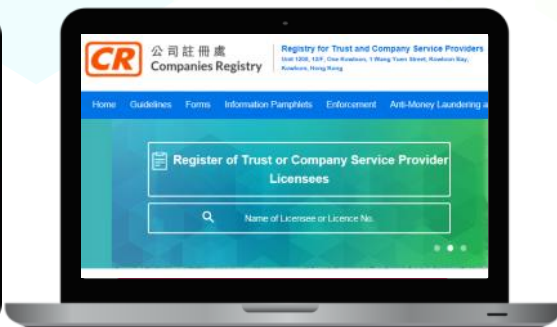 CR
公司註冊處
Companies Registry
Registry for Trust and Company Service Providers
Unit 1208, 12/F, One Kowloon, 1 Wang Yuen Street, Kowloon Bay,
Kowloon, Hong Kong
Home Guidelines Forms Information Pamphlets Enforcement Anti-Money Laundering a
Register of Trust or Company Service Provider
Licensees
Name of Licensee or Licence No.